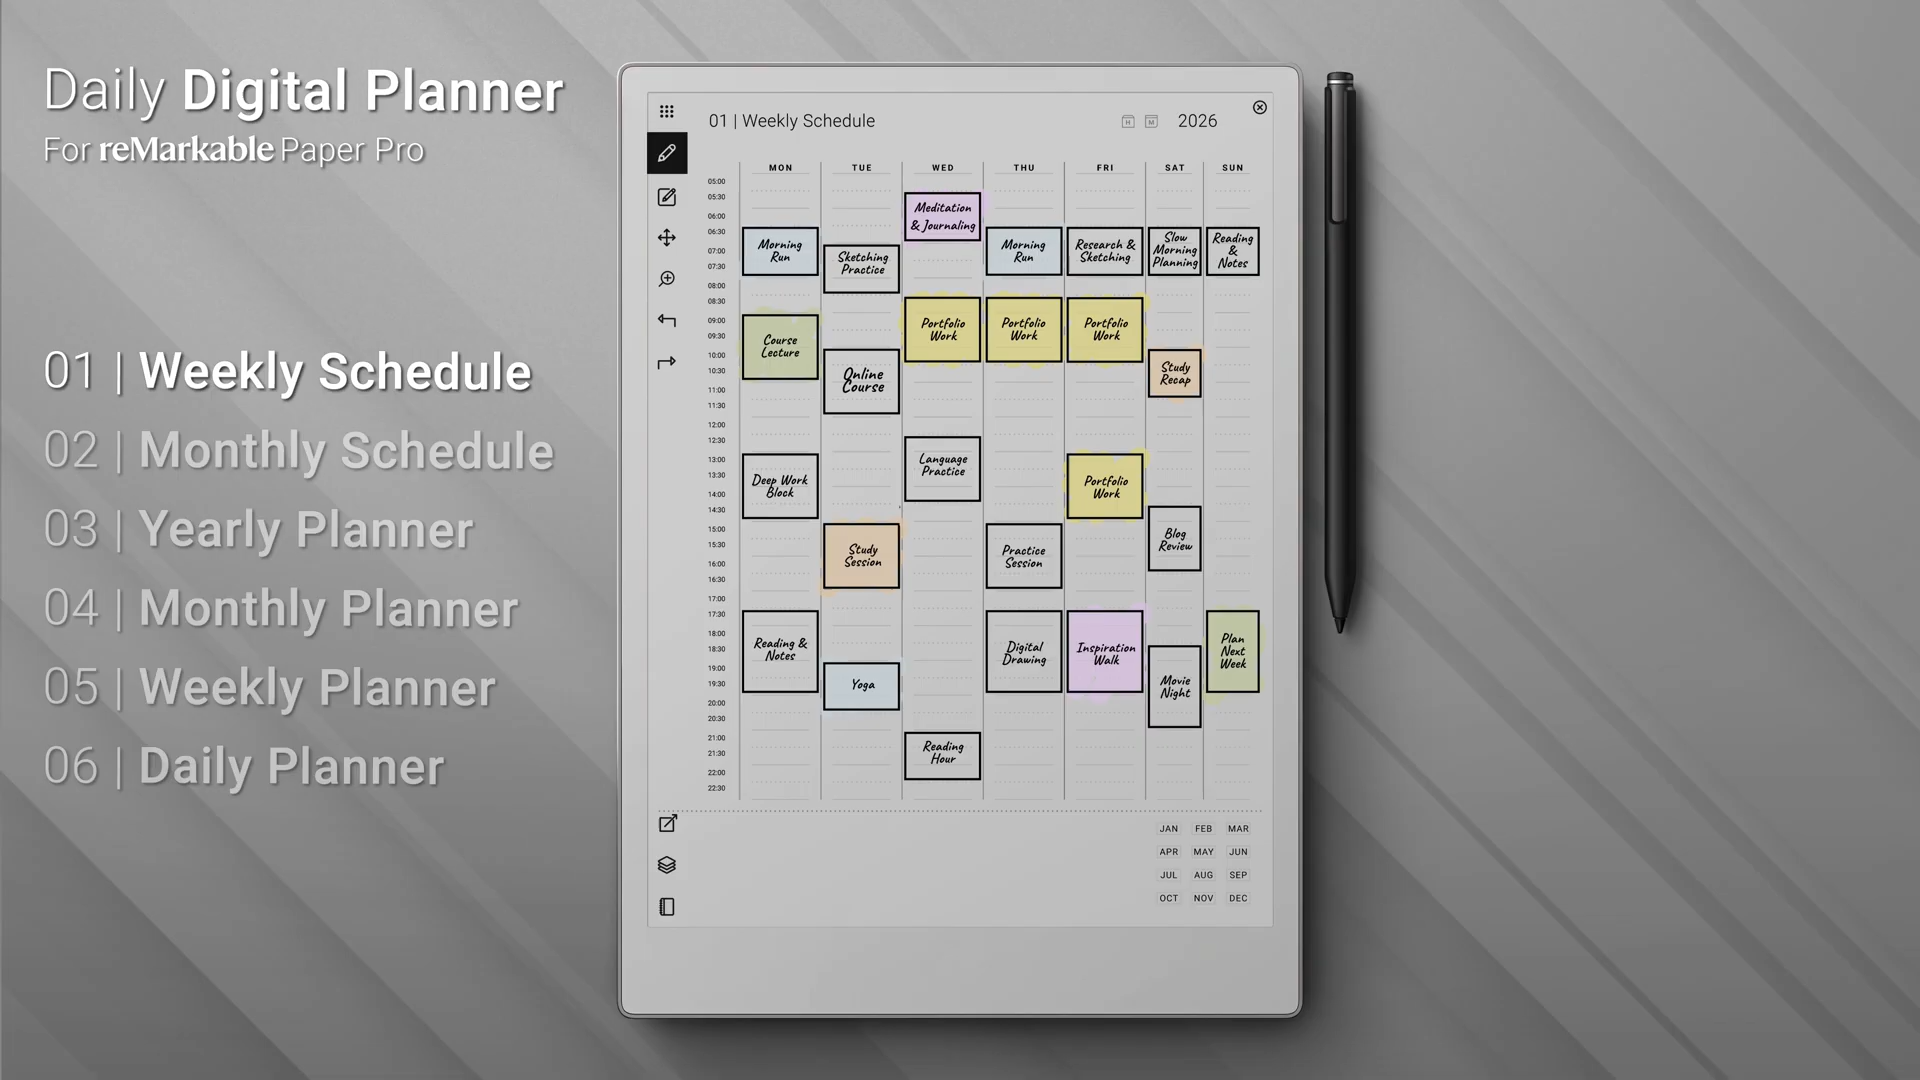 Daily Digital Planner
For reMarkable Paper Pro
01 | Weekly Schedule
02 | Monthly Schedule
03 | Yearly Planner
04 | Monthly Planner
05 | Weekly Planner
06 | Daily Planner
01 | Weekly Schedule
H M 2026
MON TUE WED THU FRI SAT SUN
05:00
05:30
06:00
06:30
07:00
07:30
08:00
08:30
09:00
09:30
10:00
10:30
11:00
11:30
12:00
12:30
13:00
13:30
14:00
14:30
15:00
15:30
16:00
16:30
17:00
17:30
18:00
18:30
19:00
19:30
20:00
20:30
21:00
21:30
22:00
22:30
Morning
Run
Course
Lecture
Deep Work
Block
Reading &
Notes
Sketching
Practice
Online
Course
Study
Session
Yoga
Meditation
& Journaling
Portfolio
Work
Language
Practice
Reading
Hour
Morning
Run
Portfolio
Work
Practice
Session
Digital
Drawing
Research &
Sketching
Portfolio
Work
Portfolio
Work
Inspiration
Walk
Slow
Morning
Planning
Study
Recap
Blog
Review
Movie
Night
Reading
&
Notes
Plan
Next
Week
JAN FEB MAR
APR MAY JUN
JUL AUG SEP
OCT NOV DEC